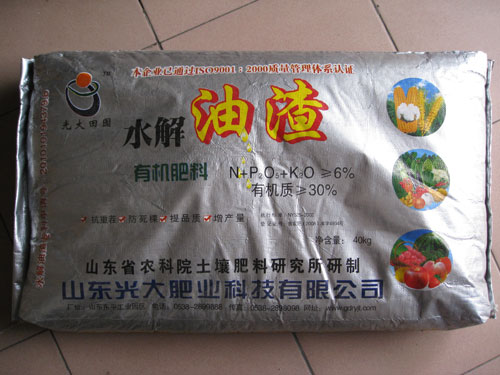 本企业已通过ISO9001:2000质量管理体系认证
光大田园
水解 油渣
有机肥料
N+P₂O₅+K₂O≥6%
有机质≥30%
抗重茬 防死棵 提品质 增产量
净含量: 40kg
山东省农科院土壤肥料研究所研制
山东光大肥业科技有限公司